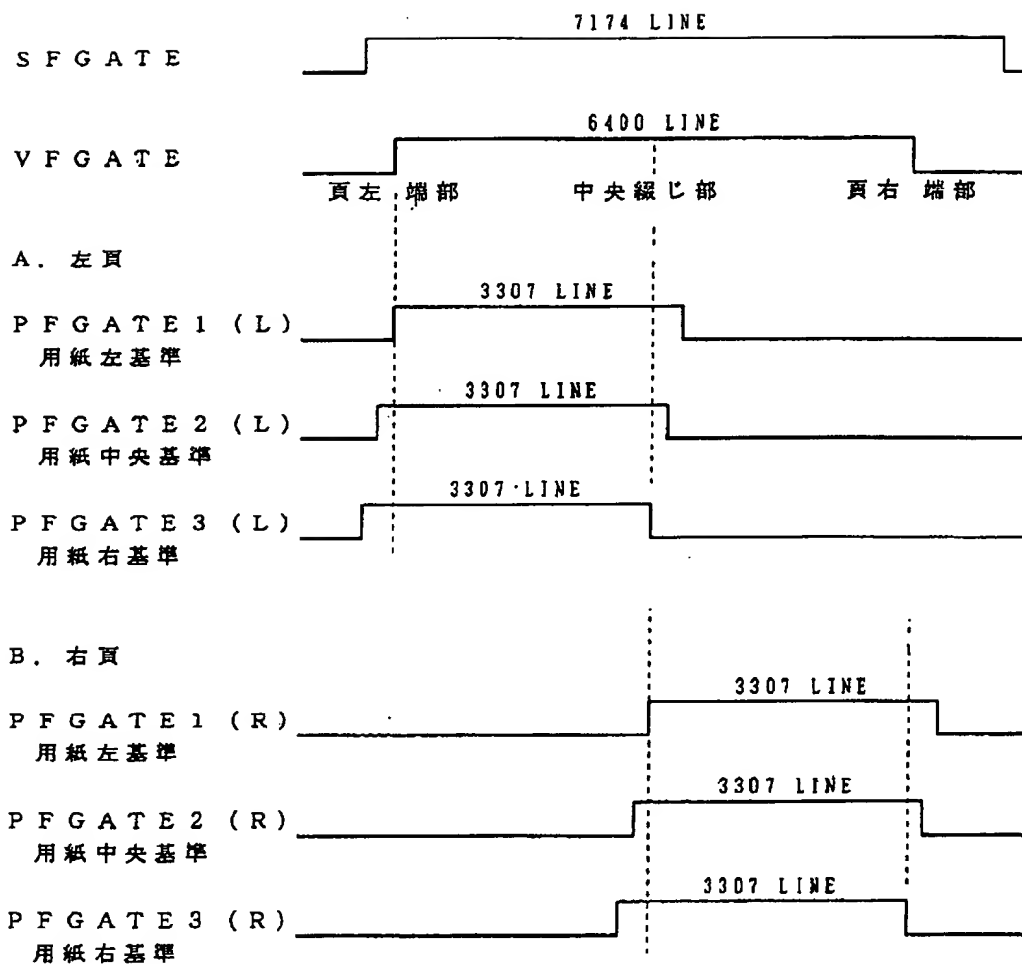 7174 LINE
SFGATE
6400 LINE
VFGATE
頁左端部 中央綴じ部 頁右端部
A. 左頁
3307 LINE
PFGATE1 (L)
用紙左基準
3307 LINE
PFGATE2 (L)
用紙中央基準
3307 LINE
PFGATE3 (L)
用紙右基準
B. 右頁
3307 LINE
PFGATE1 (R)
用紙左基準
3307 LINE
PFGATE2 (R)
用紙中央基準
3307 LINE
PFGATE3 (R)
用紙右基準